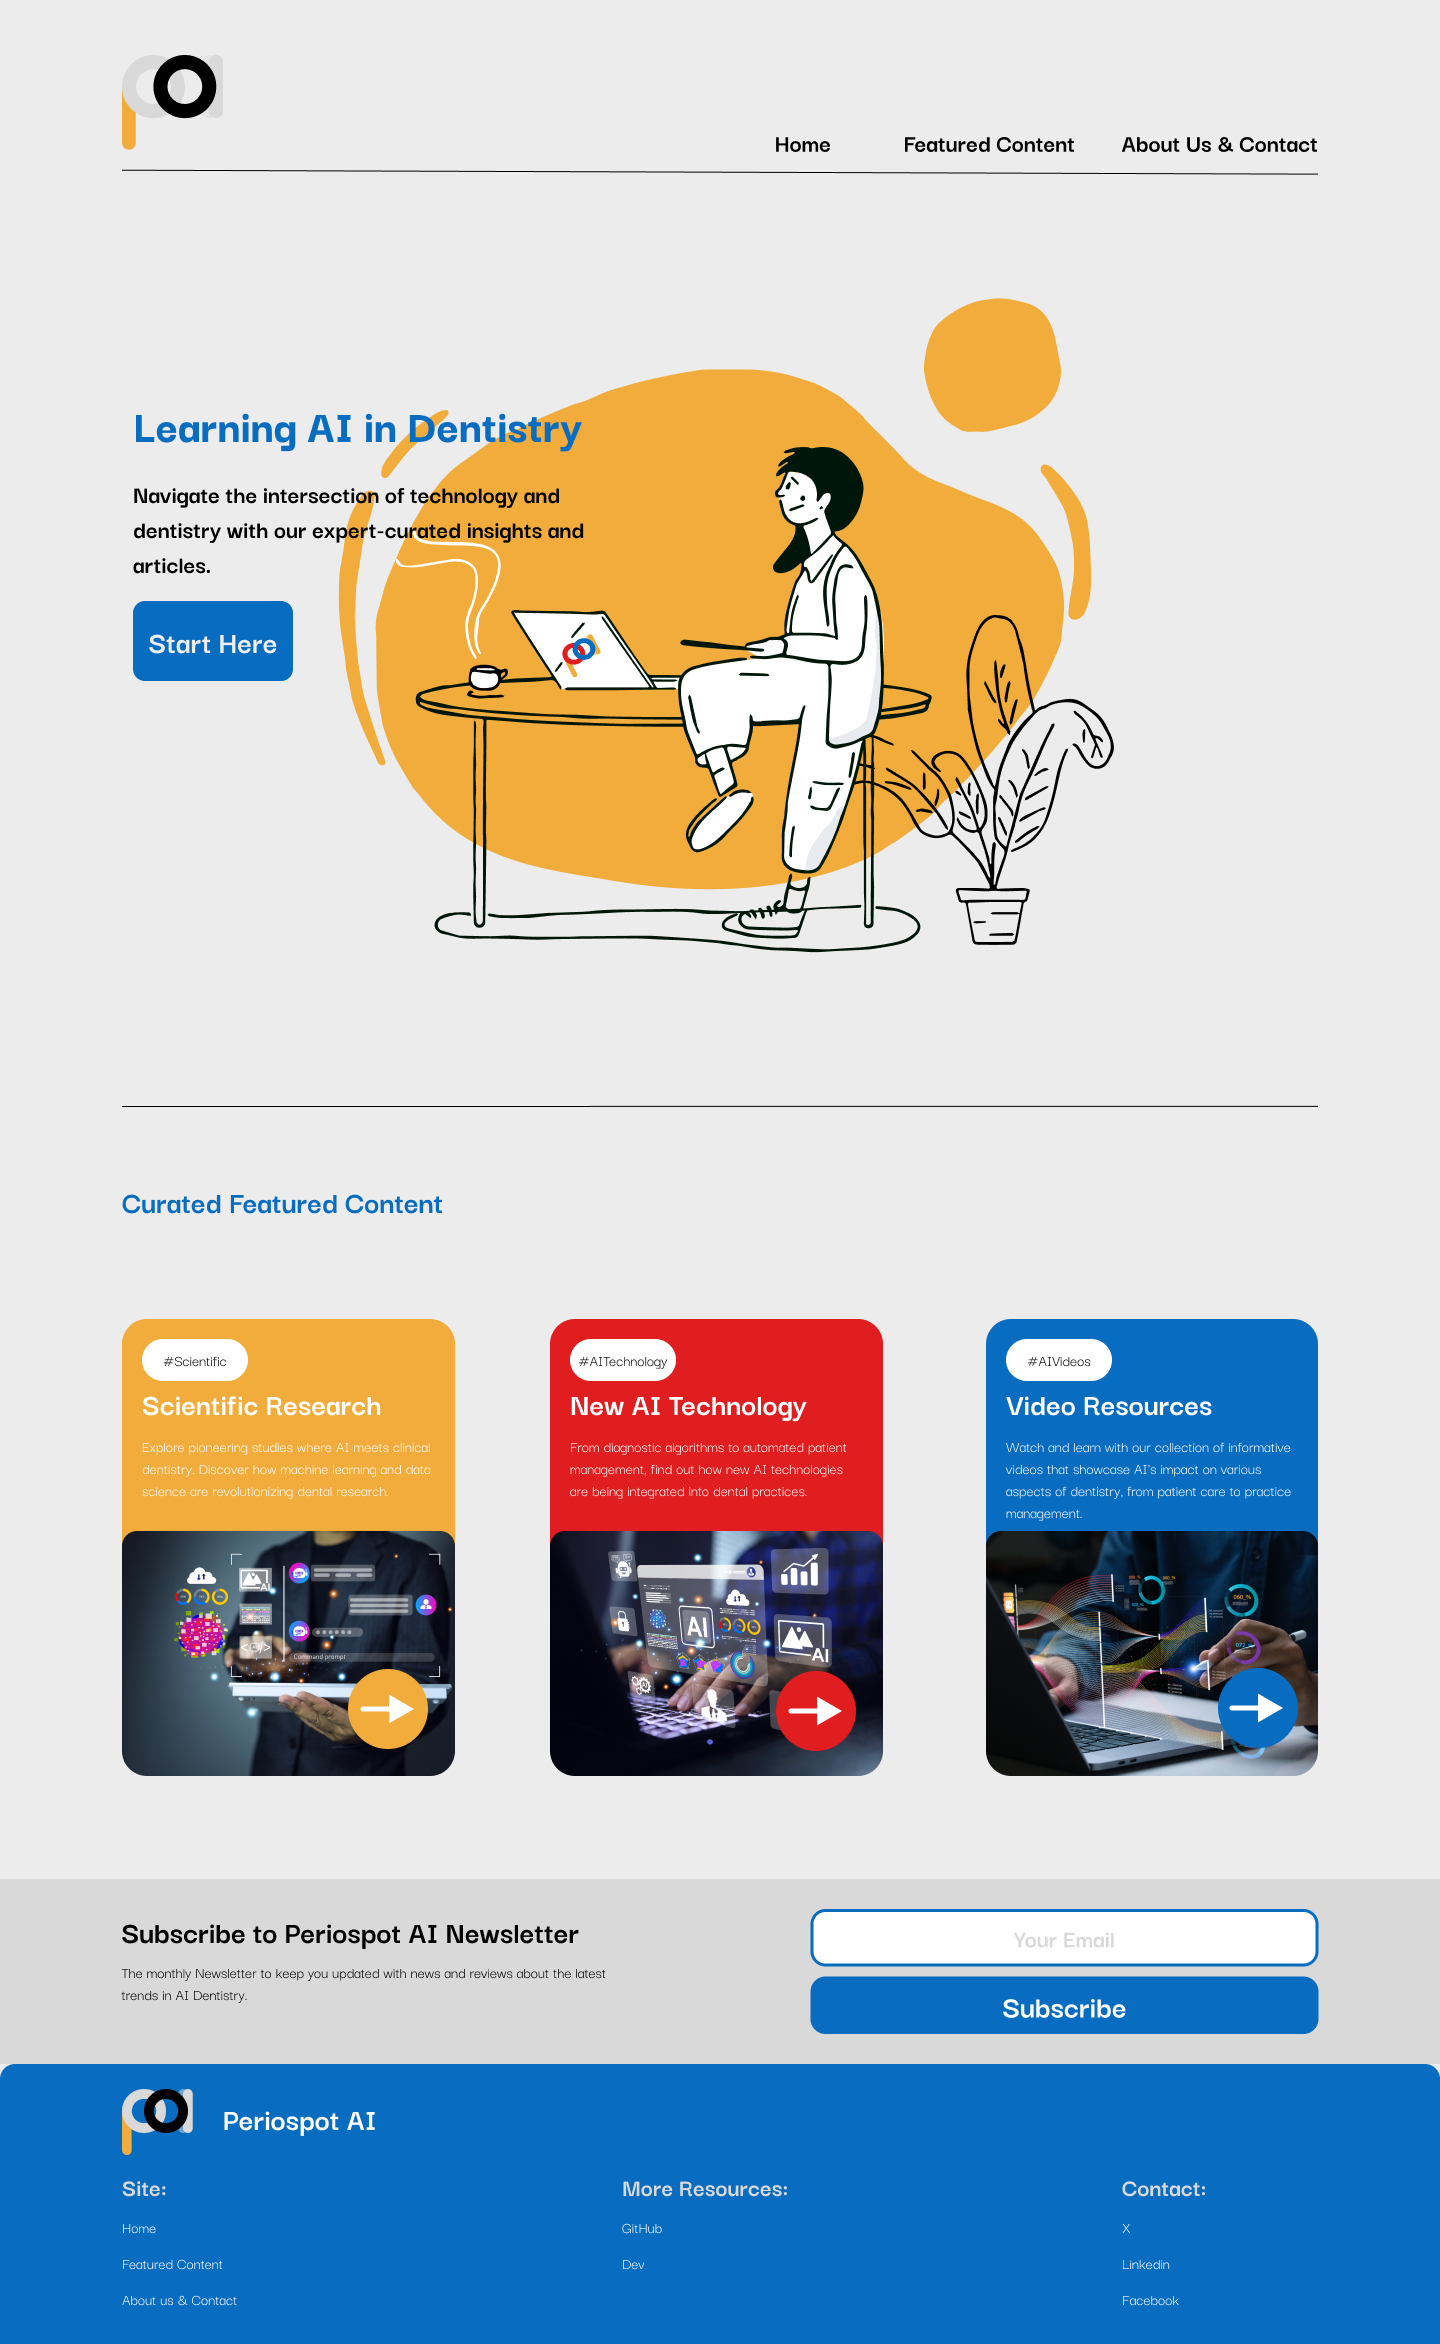 poa
Home
Featured Content
About Us & Contact
Learning AI in Dentistry
Navigate the intersection of technology and
dentistry with our expert-curated insights and
articles.
Start Here
Curated Featured Content
#Scientific
Scientific Research
Explore pioneering studies where AI meets clinical
dentistry. Discover how machine learning and data
science are revolutionizing dental research.
AI
Command prompt
#AITechnology
New AI Technology
From diagnostic algorithms to automated patient
management, find out how new AI technologies
are being integrated into dental practices.
AI
AI
#AIVideos
Video Resources
Watch and learn with our collection of informative
videos that showcase AI's impact on various
aspects of dentistry, from patient care to practice
management.
Subscribe to Periospot AI Newsletter
The monthly Newsletter to keep you updated with news and reviews about the latest
trends in AI Dentistry.
Your Email
Subscribe
poa
Periospot AI
Site:
Home
Featured Content
About us & Contact
More Resources:
GitHub
Dev
Contact:
X
Linkedin
Facebook